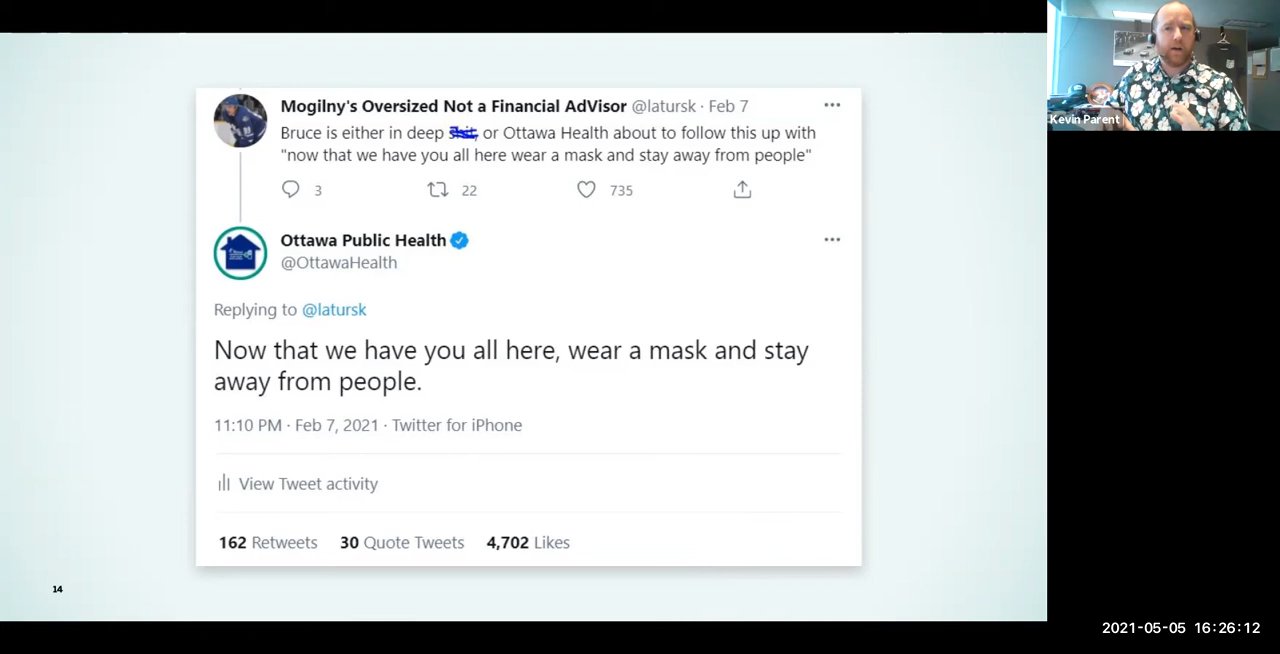 Mogilny's Oversized Not a Financial AdVisor @latursk · Feb 7
Bruce is either in deep or Ottawa Health about to follow this up with
"now that we have you all here wear a mask and stay away from people"
3 22 735
Ottawa Public Health
@OttawaHealth
Replying to @latursk
Now that we have you all here, wear a mask and stay
away from people.
11:10 PM · Feb 7, 2021 · Twitter for iPhone
View Tweet activity
162 Retweets 30 Quote Tweets 4,702 Likes
14
Kevin Parent
2021-05-05 16:26:12